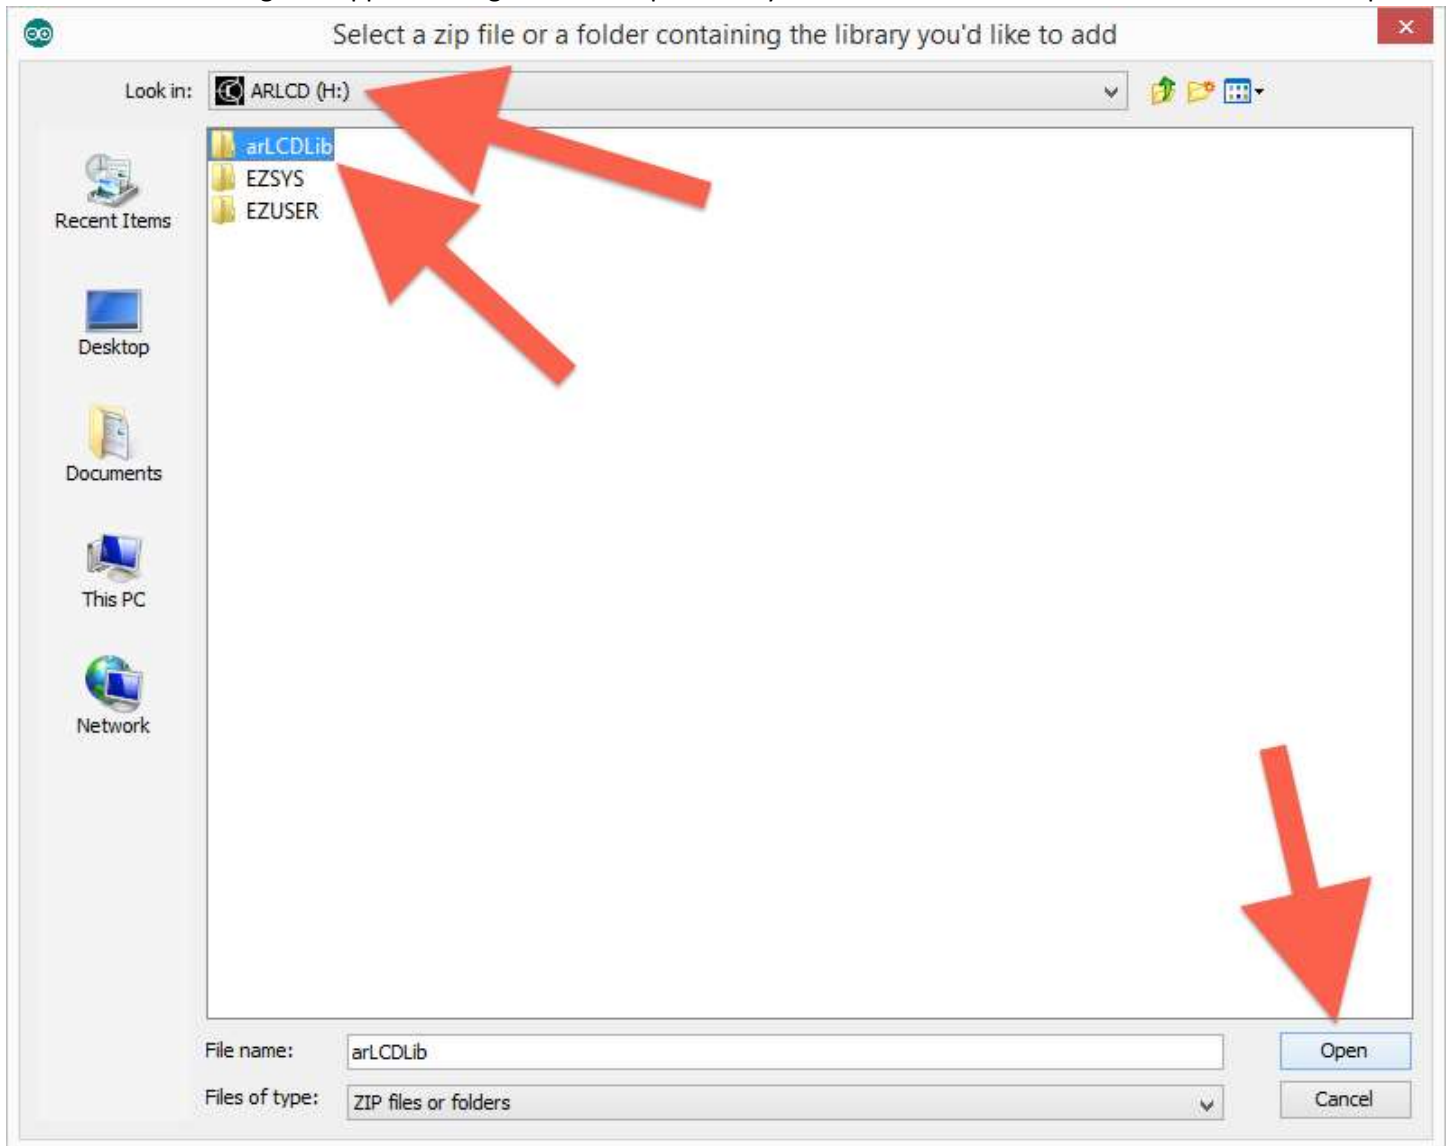 Select a zip file or a folder containing the library you'd like to add
Look in:
ARLCD (H:)
arLCDLib
EZSYS
EZUSER
Recent Items
Desktop
Documents
This PC
Network
File name:
arLCDLib
Open
Files of type:
ZIP files or folders
Cancel